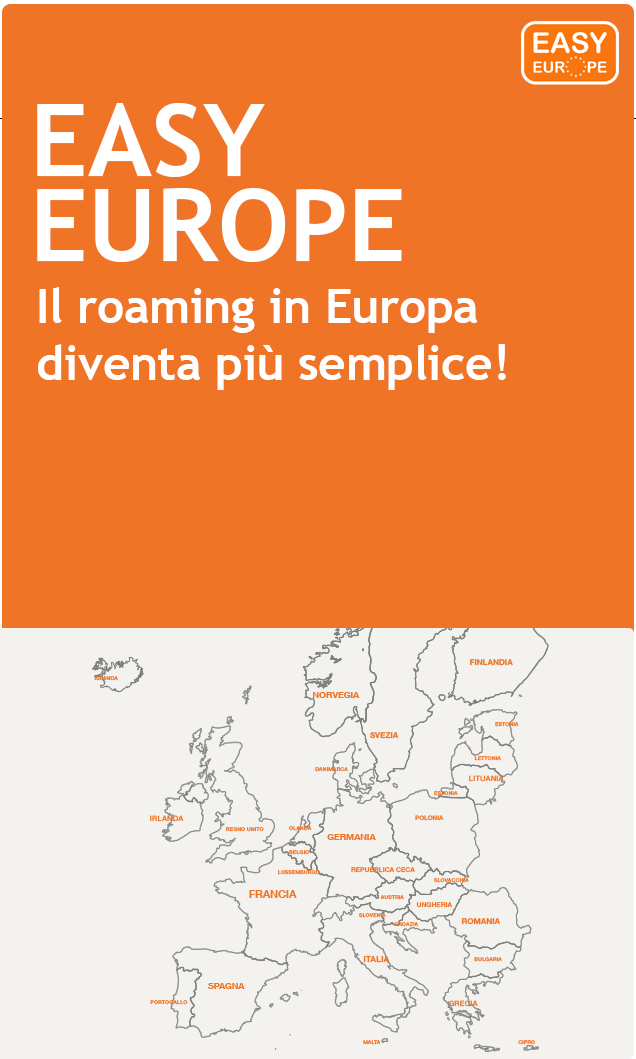 EASY
EUROPE
EASY
EUROPE
Il roaming in Europa
diventa più semplice!
FINLANDIA
ISLANDA
NORVEGIA
ESTONIA
SVEZIA
LETTONIA
DANIMARCA
LITUANIA
ESTONIA
IRLANDA
POLONIA
REGNO UNITO
OLANDA
GERMANIA
BELGIO
REPUBBLICA CECA
LUSSEMBURGO
SLOVACCHIA
FRANCIA
AUSTRIA
UNGHERIA
SLOVENIA
ROMANIA
CROAZIA
ITALIA
BULGARIA
SPAGNA
PORTOGALLO
GRECIA
MALTA
CIPRO